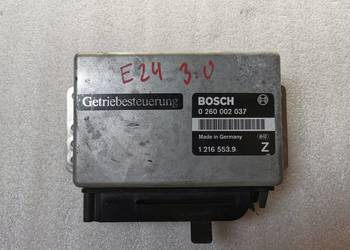 E24 3.0
Getriebesteuerung
BOSCH
0 260 002 037
Made in Germany
1 216 553.9 Z